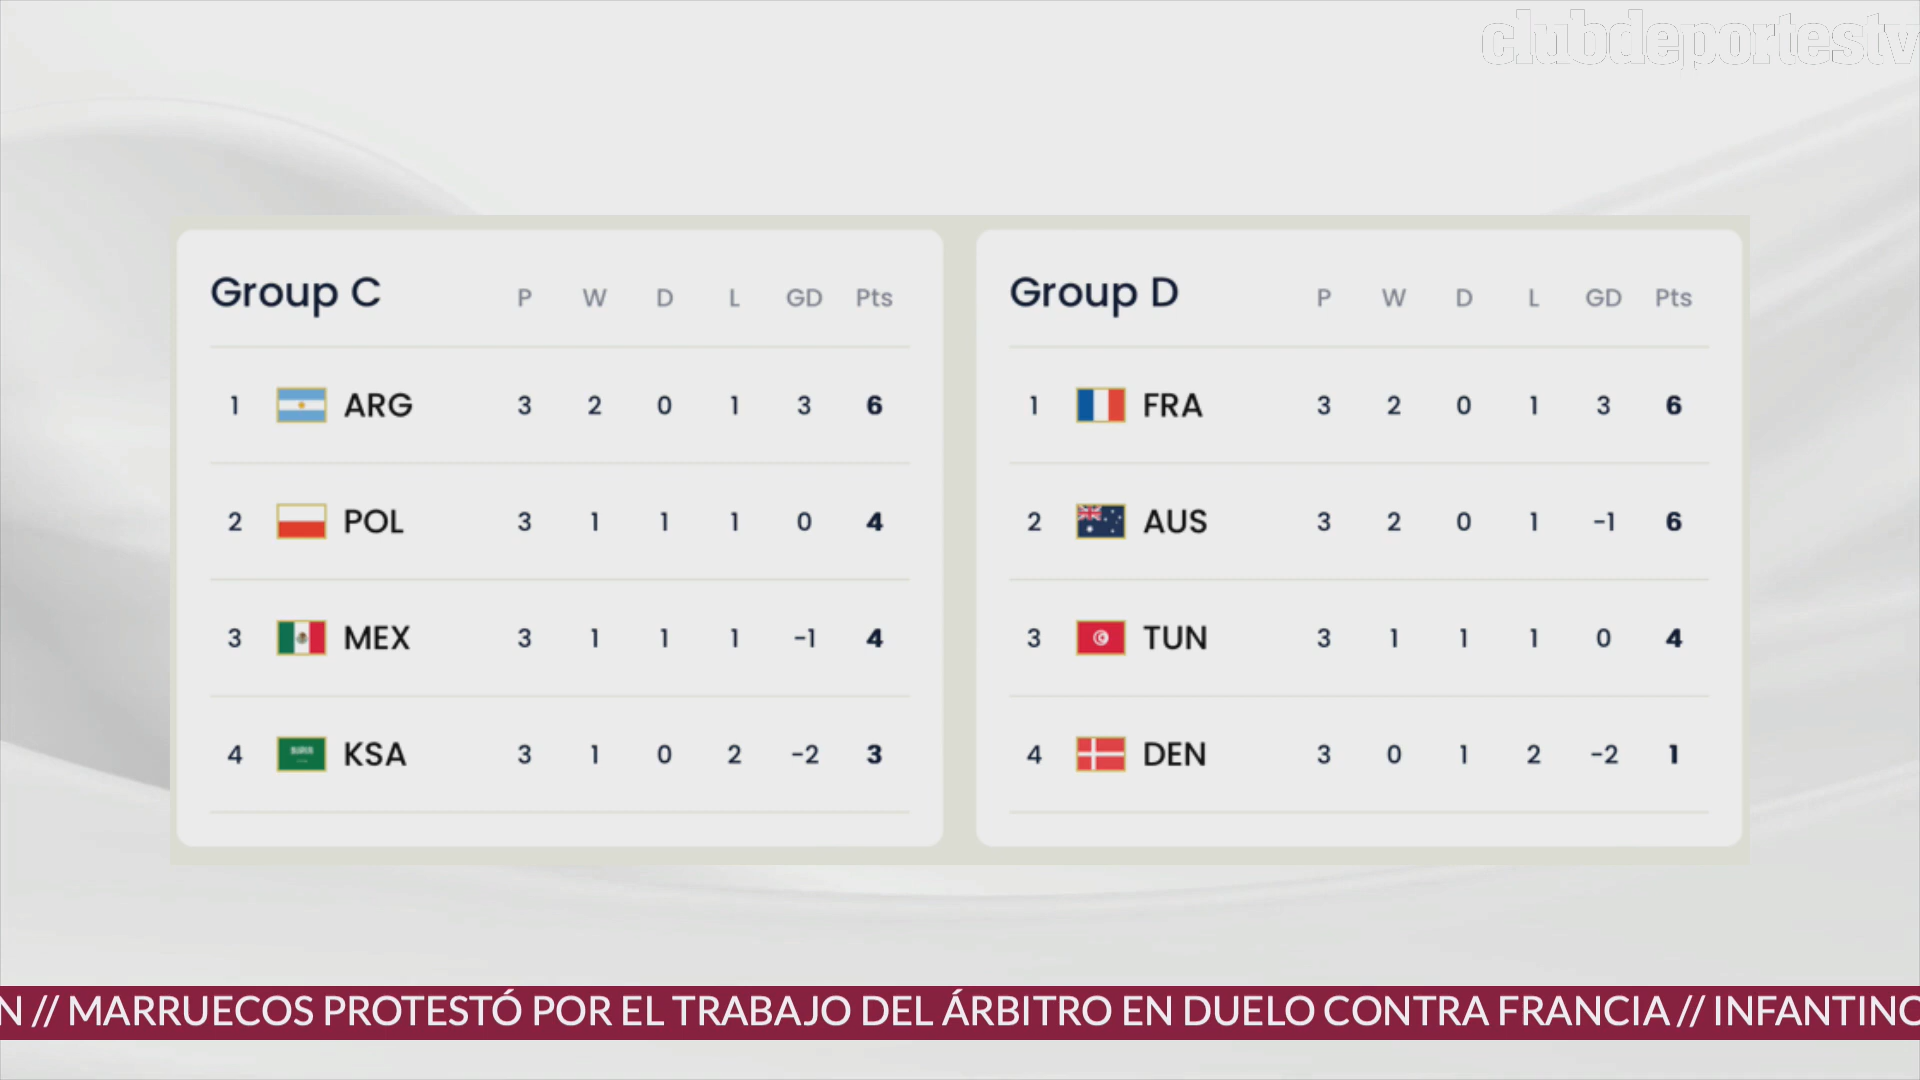 clubdeportestv
Group C P W D L GD Pts
1 ARG 3 2 0 1 3 6
2 POL 3 1 1 1 0 4
3 MEX 3 1 1 1 -1 4
4 KSA 3 1 0 2 -2 3
Group D P W D L GD Pts
1 FRA 3 2 0 1 3 6
2 AUS 3 2 0 1 -1 6
3 TUN 3 1 1 1 0 4
4 DEN 3 0 1 2 -2 1
N // MARRUECOS PROTESTÓ POR EL TRABAJO DEL ÁRBITRO EN DUELO CONTRA FRANCIA // INFANTINO